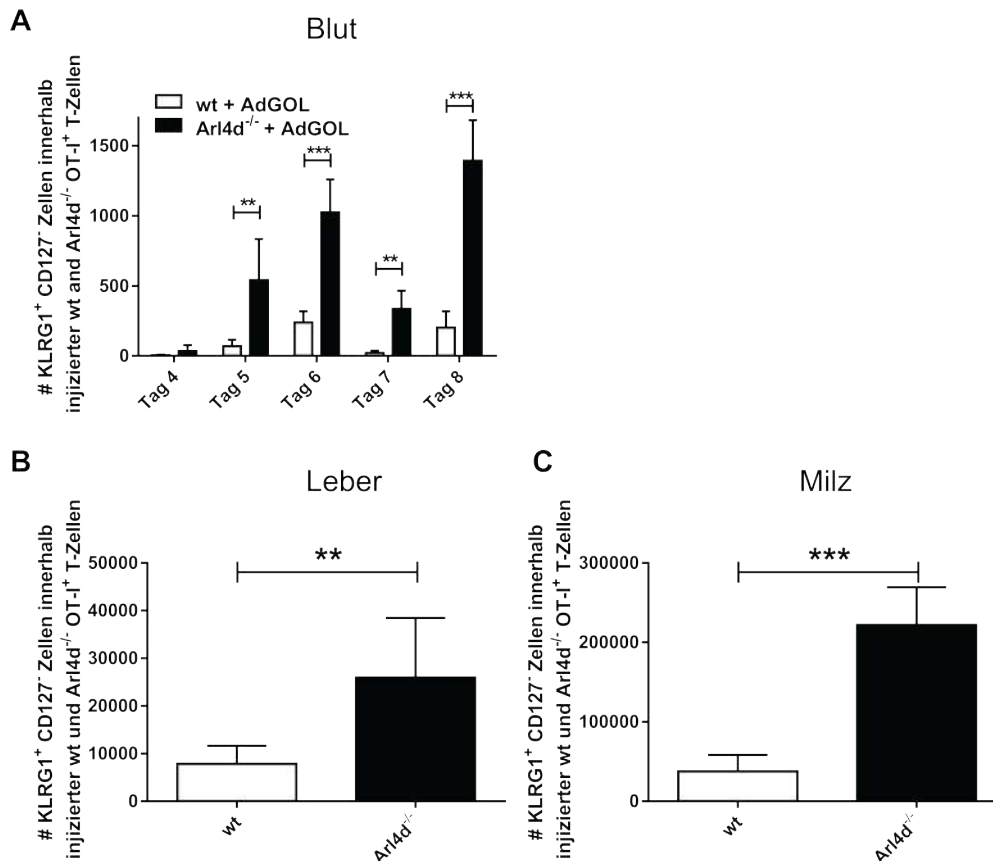 A
Blut
# KLRG1⁺ CD127⁻ Zellen innerhalb
injizierter wt and Arl4d⁻/⁻ OT-I⁺ T-Zellen
wt + AdGOL
Arl4d⁻/⁻ + AdGOL
1500
1000
500
0
**
***
**
***
Tag 4
Tag 5
Tag 6
Tag 7
Tag 8
B
Leber
# KLRG1⁺ CD127⁻ Zellen innerhalb
injizierter wt und Arl4d⁻/⁻ OT-I⁺ T-Zellen
50000
40000
30000
20000
10000
0
**
wt
Arl4d⁻/⁻
C
Milz
# KLRG1⁺ CD127⁻ Zellen innerhalb
injizierter wt und Arl4d⁻/⁻ OT-I⁺ T-Zellen
300000
200000
100000
0
***
wt
Arl4d⁻/⁻